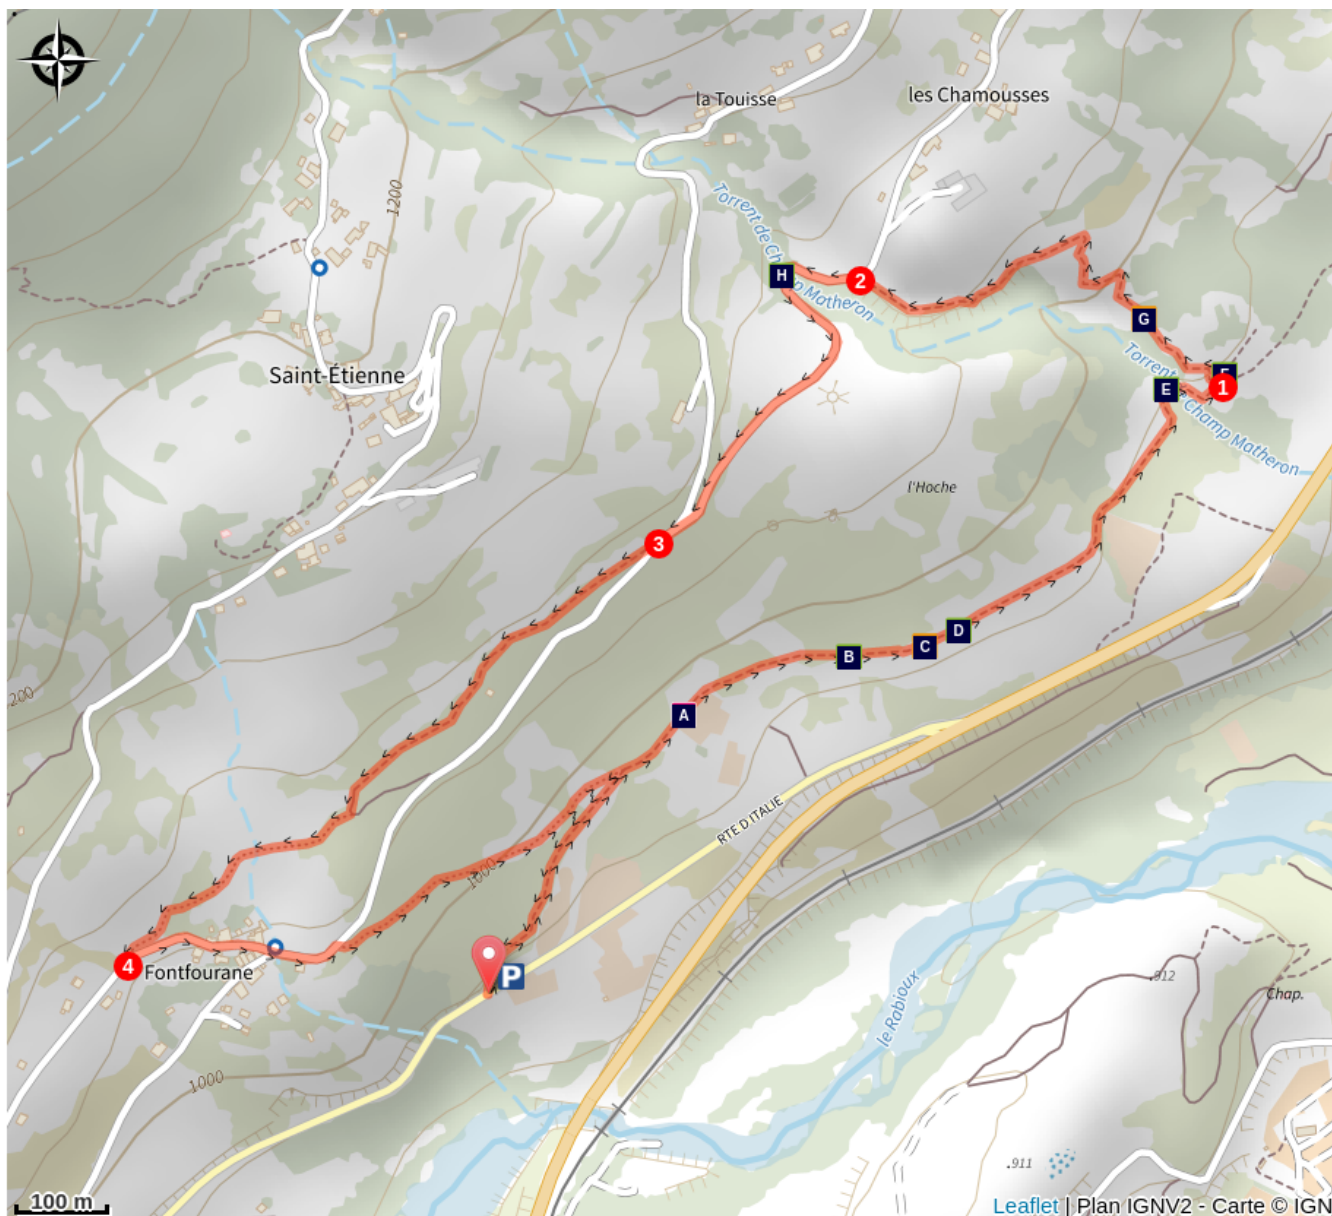 la Touisse
les Chamousses
1200
Torrent de Champ Matheron
H
2
G
Saint-Étienne
Torrent
Champ Matheron
E
1
l'Hoche
3
200
D
C
B
A
RTE D ITALIE
1000
4
Fontfourane
P
le Rabioux
.912
Chap.
1000
.911
100 m
Leaflet | Plan IGNV2 - Carte © IGN